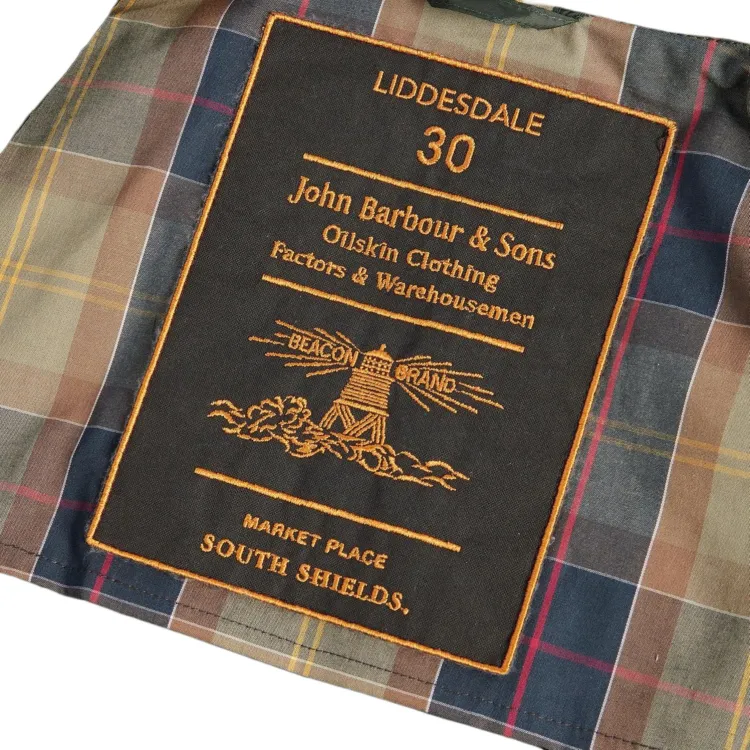 LIDDESDALE
30
John Barbour & Sons
Oilskin Clothing
Factors & Warehousemen
BEACON BRAND
MARKET PLACE
SOUTH SHIELDS.